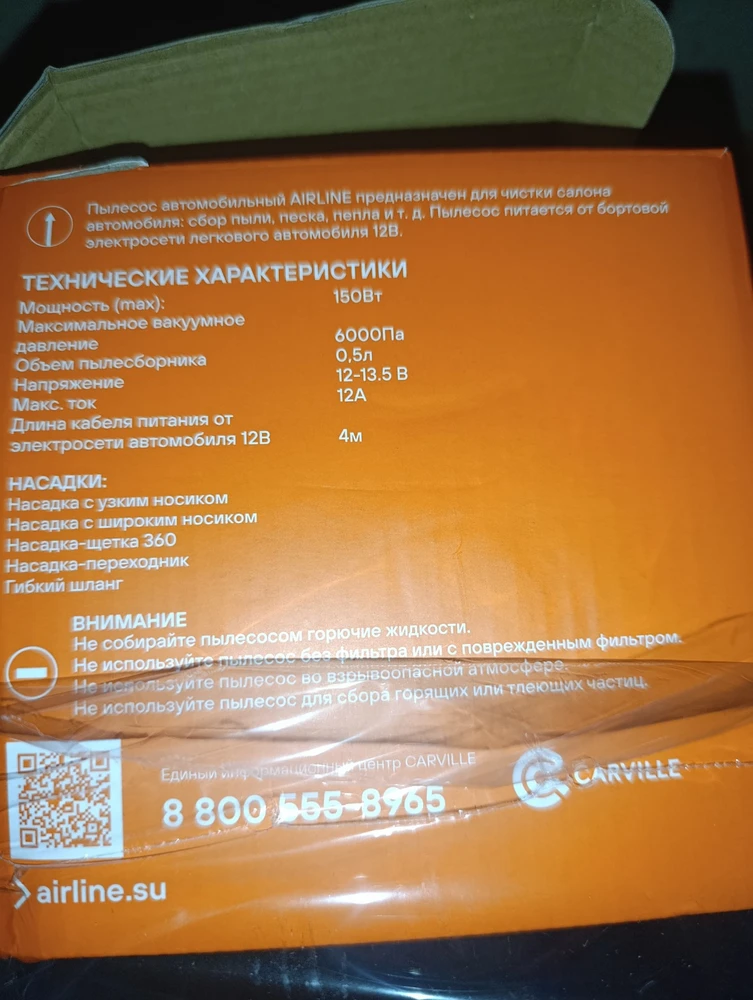 Пылесос автомобильный AIRLINE предназначен для чистки салона
автомобиля: сбор пыли, песка, пепла и т. д. Пылесос питается от бортовой
электросети легкового автомобиля 12В.
ТЕХНИЧЕСКИЕ ХАРАКТЕРИСТИКИ
Мощность (max): 150Вт
Максимальное вакуумное
давление 6000Па
Объем пылесборника 0,5л
Напряжение 12-13.5 В
Макс. ток 12А
Длина кабеля питания от
электросети автомобиля 12В 4м
НАСАДКИ:
Насадка с узким носиком
Насадка с широким носиком
Насадка-щетка 360
Насадка-переходник
Гибкий шланг
ВНИМАНИЕ
Не собирайте пылесосом горючие жидкости.
Не используйте пылесос без фильтра или с поврежденным фильтром.
Не используйте пылесос во взрывоопасной атмосфере.
Не используйте пылесос для сбора горящих или тлеющих частиц.
Единый информационный центр CARVILLE
8 800 555-8965
CARVILLE
airline.su